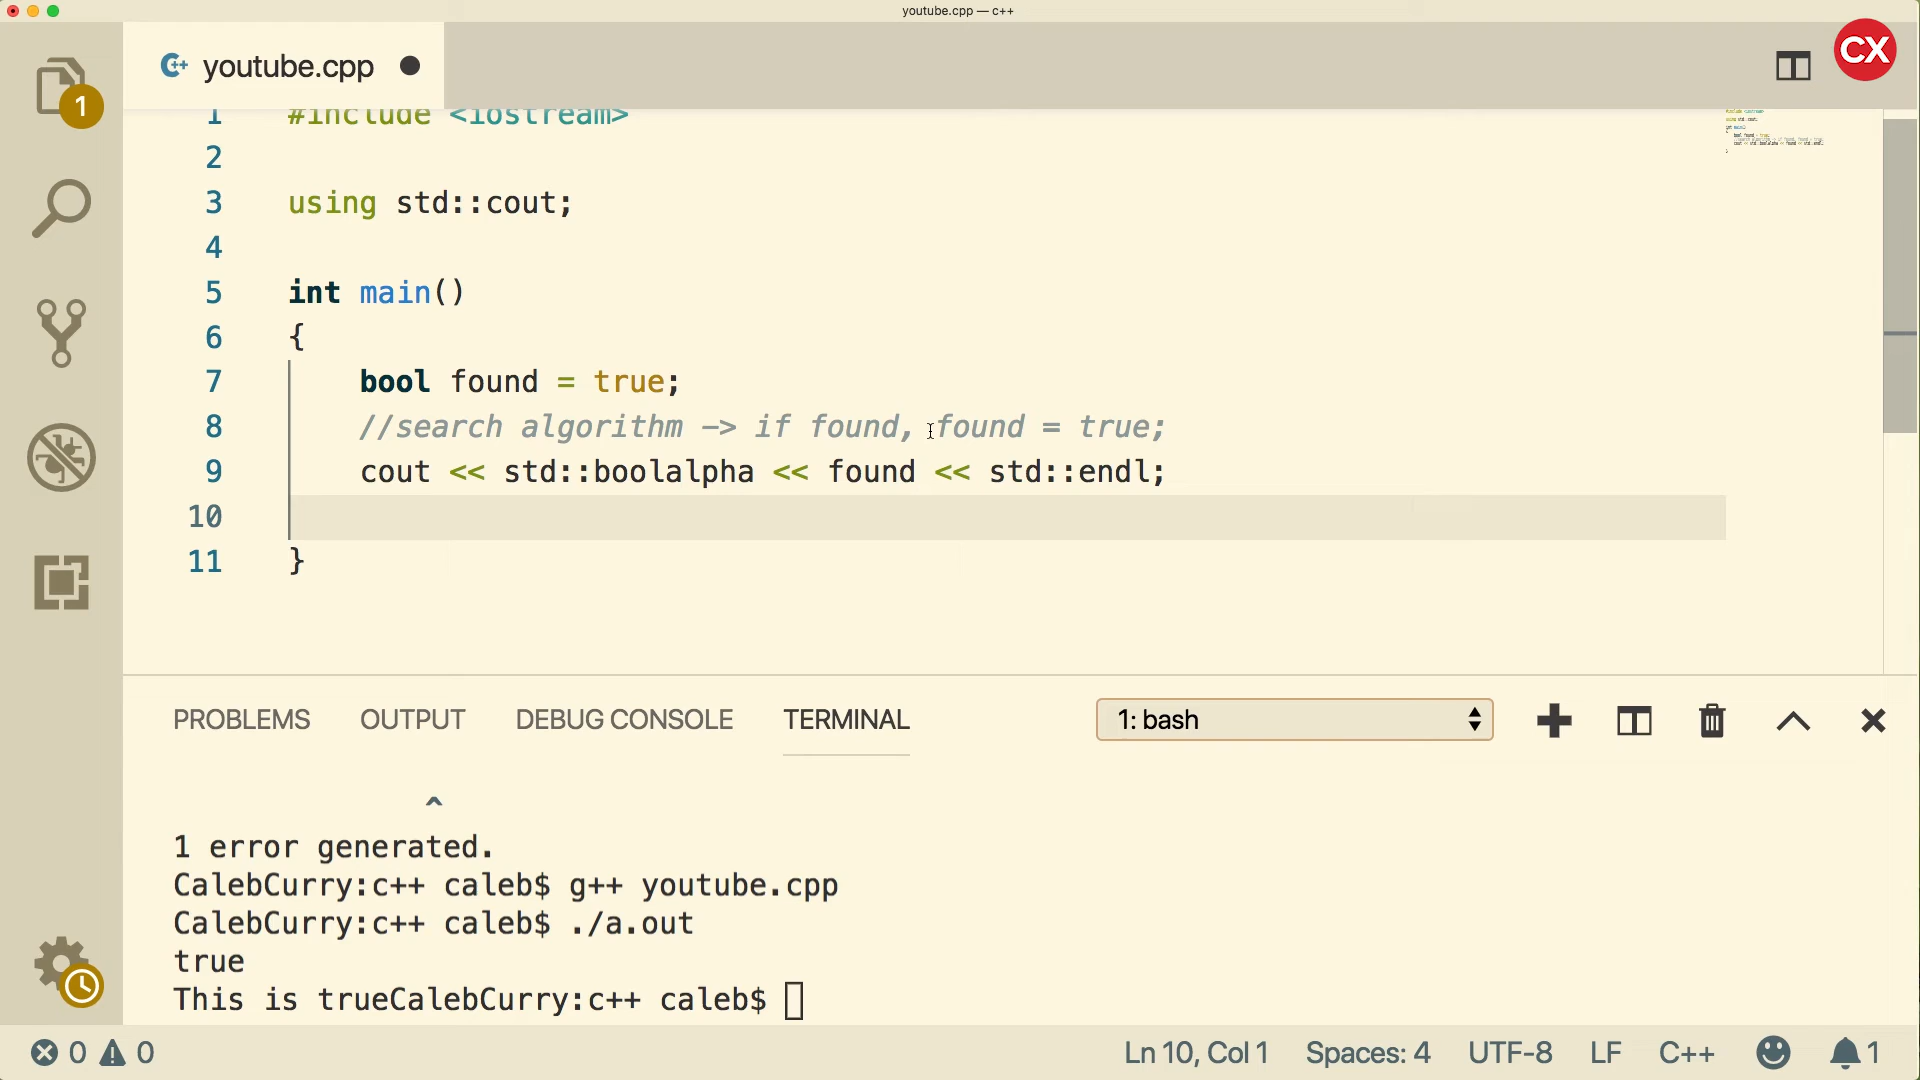 youtube.cpp — c++
youtube.cpp
CX
1
1 #include <iostream>
2
3 using std::cout;
4
5 int main()
6 {
7 bool found = true;
8 //search algorithm -> if found, found = true;
9 cout << std::boolalpha << found << std::endl;
10
11 }
PROBLEMS OUTPUT DEBUG CONSOLE TERMINAL 1: bash
^
1 error generated.
CalebCurry:c++ caleb$ g++ youtube.cpp
CalebCurry:c++ caleb$ ./a.out
true
This is trueCalebCurry:c++ caleb$
0 0 Ln 10, Col 1 Spaces: 4 UTF-8 LF C++ 1